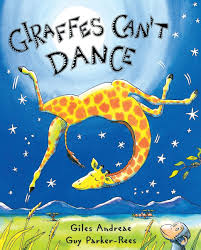 GIRAFFES CAN'T
DANCE
Giles Andreae
Guy Parker-Rees